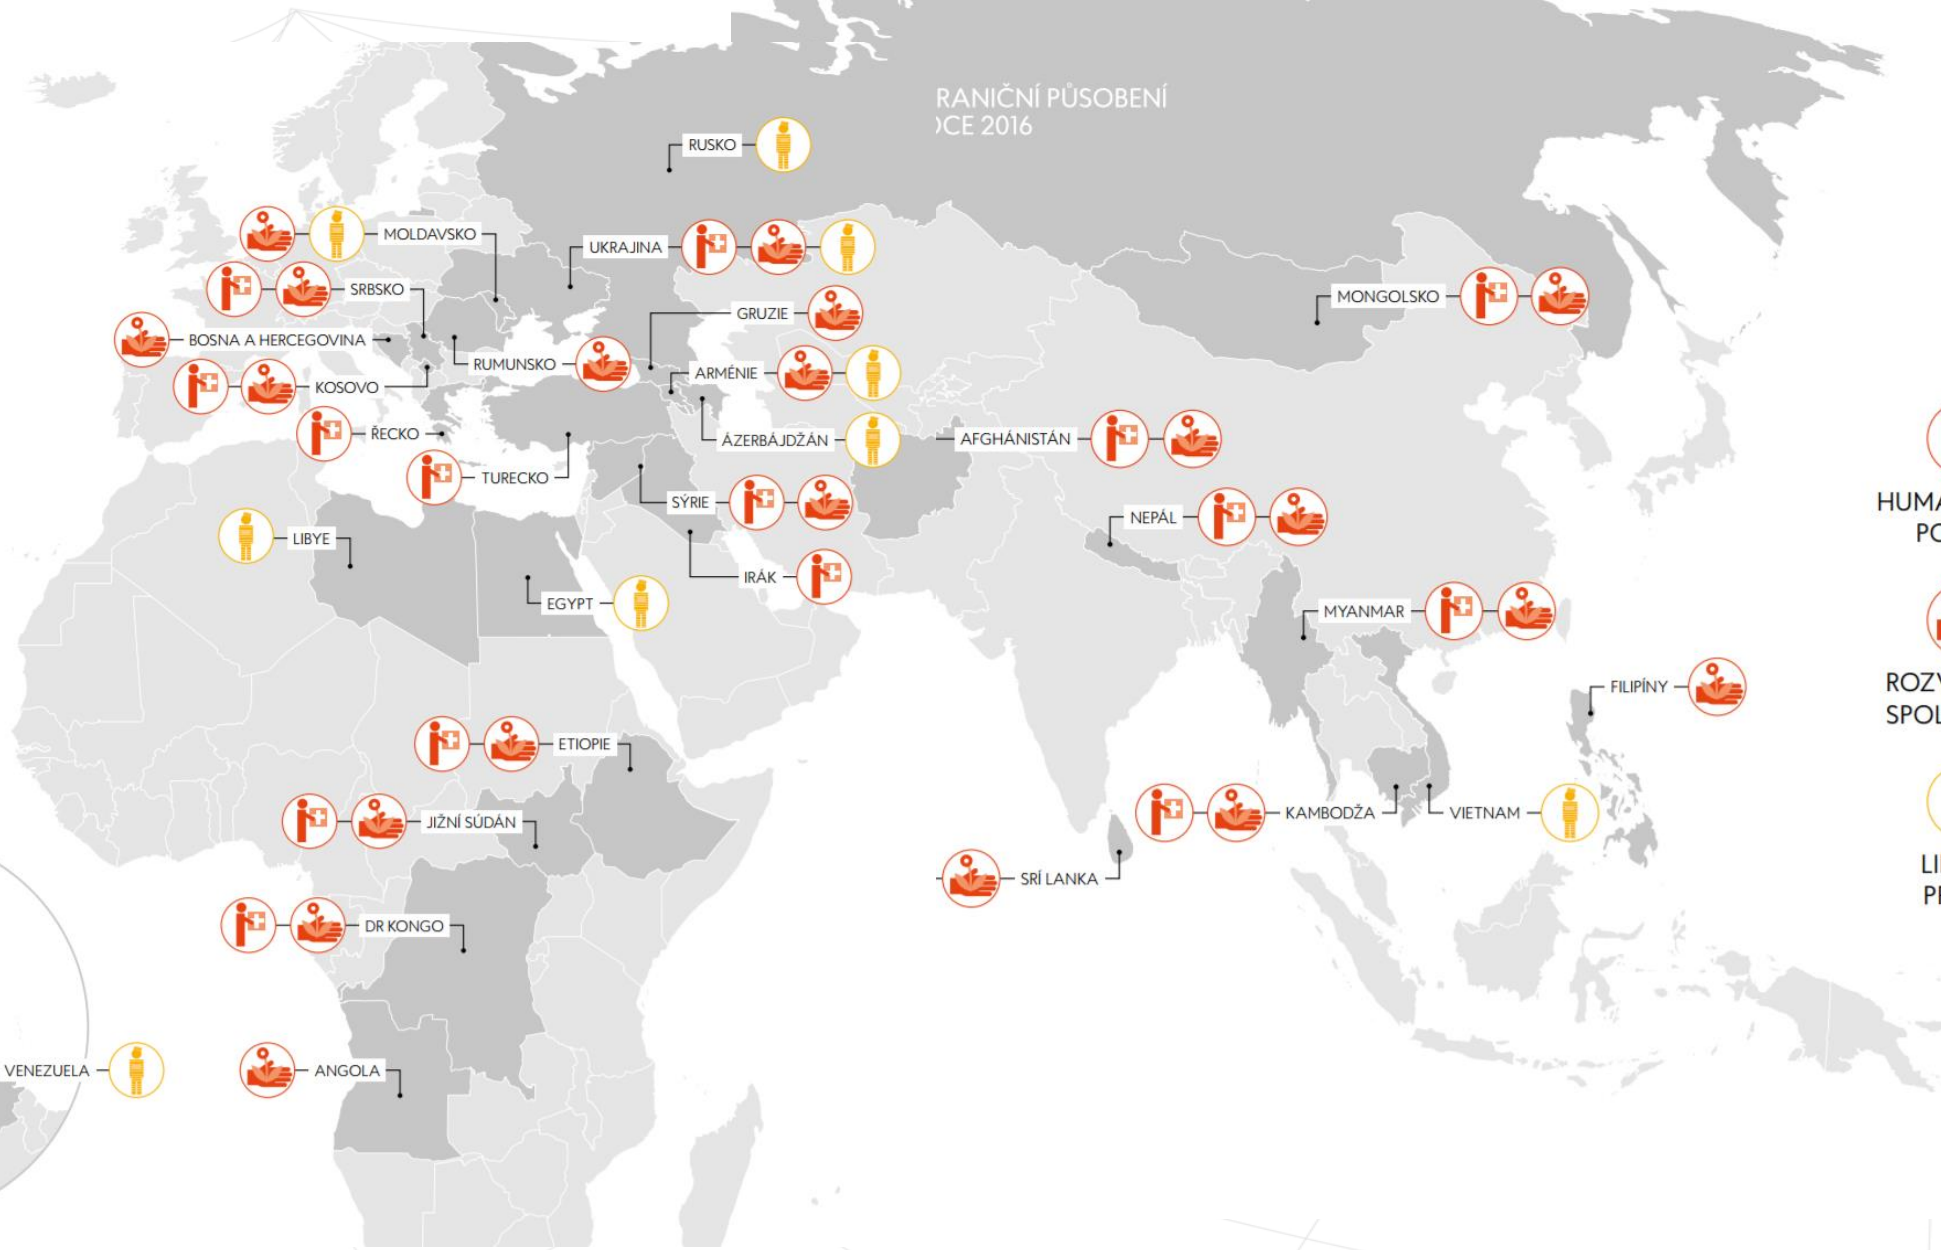 RANIČNÍ PŮSOBENÍ
OCE 2016
RUSKO
MOLDAVSKO
UKRAJINA
SRBSKO
MONGOLSKO
GRUZIE
BOSNA A HERCEGOVINA
RUMUNSKO
ARMÉNIE
KOSOVO
ŘECKO
ÁZERBÁJDŽÁN
AFGHÁNISTÁN
TURECKO
SÝRIE
NEPÁL
HUMA
PO
LIBYE
IRÁK
EGYPT
MYANMAR
FILIPÍNY
ROZV
SPOL
ETIOPIE
JIŽNÍ SÚDÁN
KAMBODŽA
VIETNAM
SRÍ LANKA
LI
DR KONGO
VENEZUELA
ANGOLA